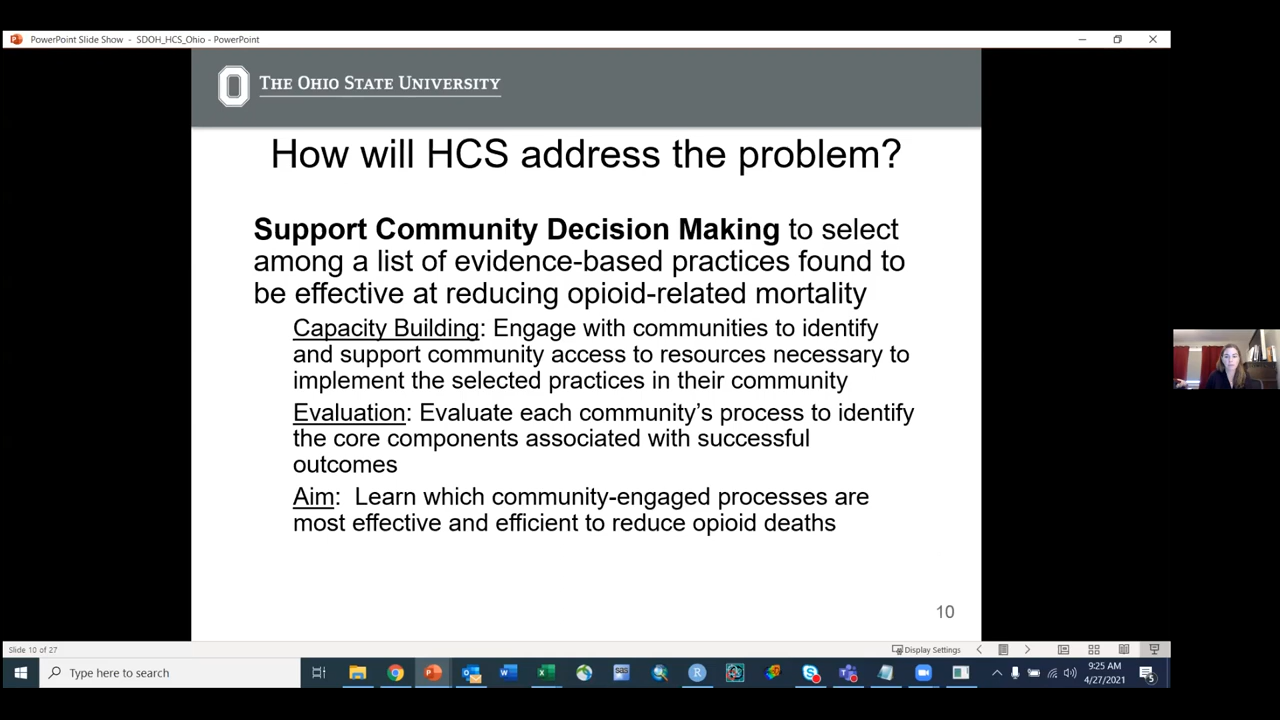 PowerPoint Slide Show - SDOH_HCS_Ohio - PowerPoint
THE OHIO STATE UNIVERSITY
How will HCS address the problem?
Support Community Decision Making to select
among a list of evidence-based practices found to
be effective at reducing opioid-related mortality
Capacity Building: Engage with communities to identify
and support community access to resources necessary to
implement the selected practices in their community
Evaluation: Evaluate each community's process to identify
the core components associated with successful
outcomes
Aim: Learn which community-engaged processes are
most effective and efficient to reduce opioid deaths
10
Slide 10 of 27
Display Settings
Type here to search
9:25 AM
4/27/2021
5